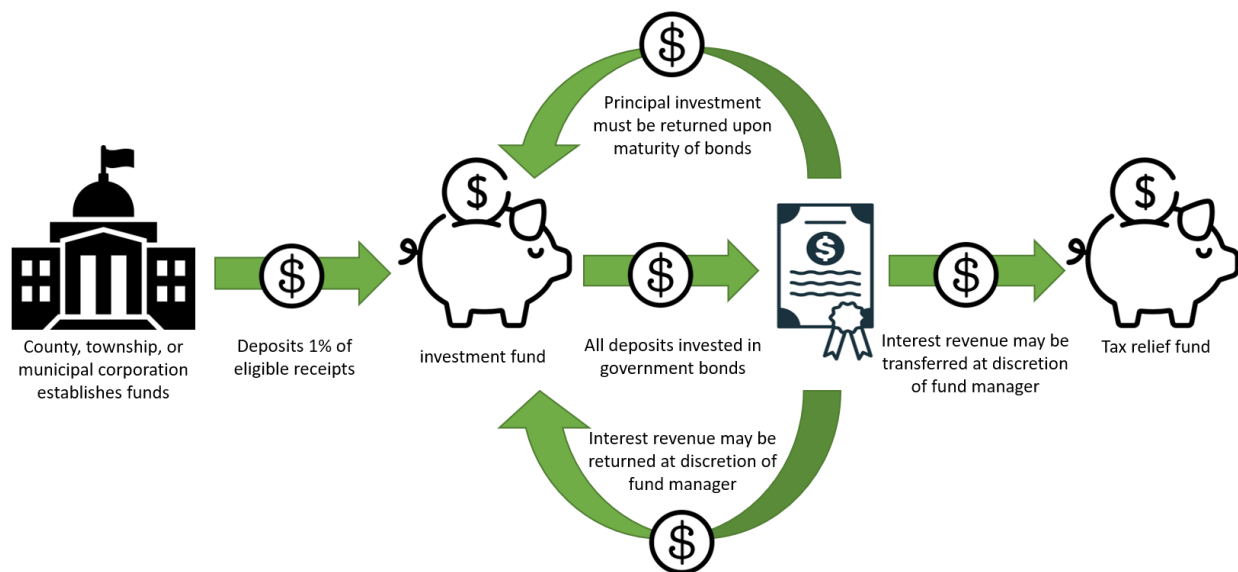 $
Principal investment
must be returned upon
maturity of bonds
$
$
$
$
$
$
County, township, or
municipal corporation
establishes funds
Deposits 1% of
eligible receipts
investment fund
All deposits invested in
government bonds
Interest revenue may be
transferred at discretion
of fund manager
Tax relief fund
Interest revenue may be
returned at discretion of
fund manager
$